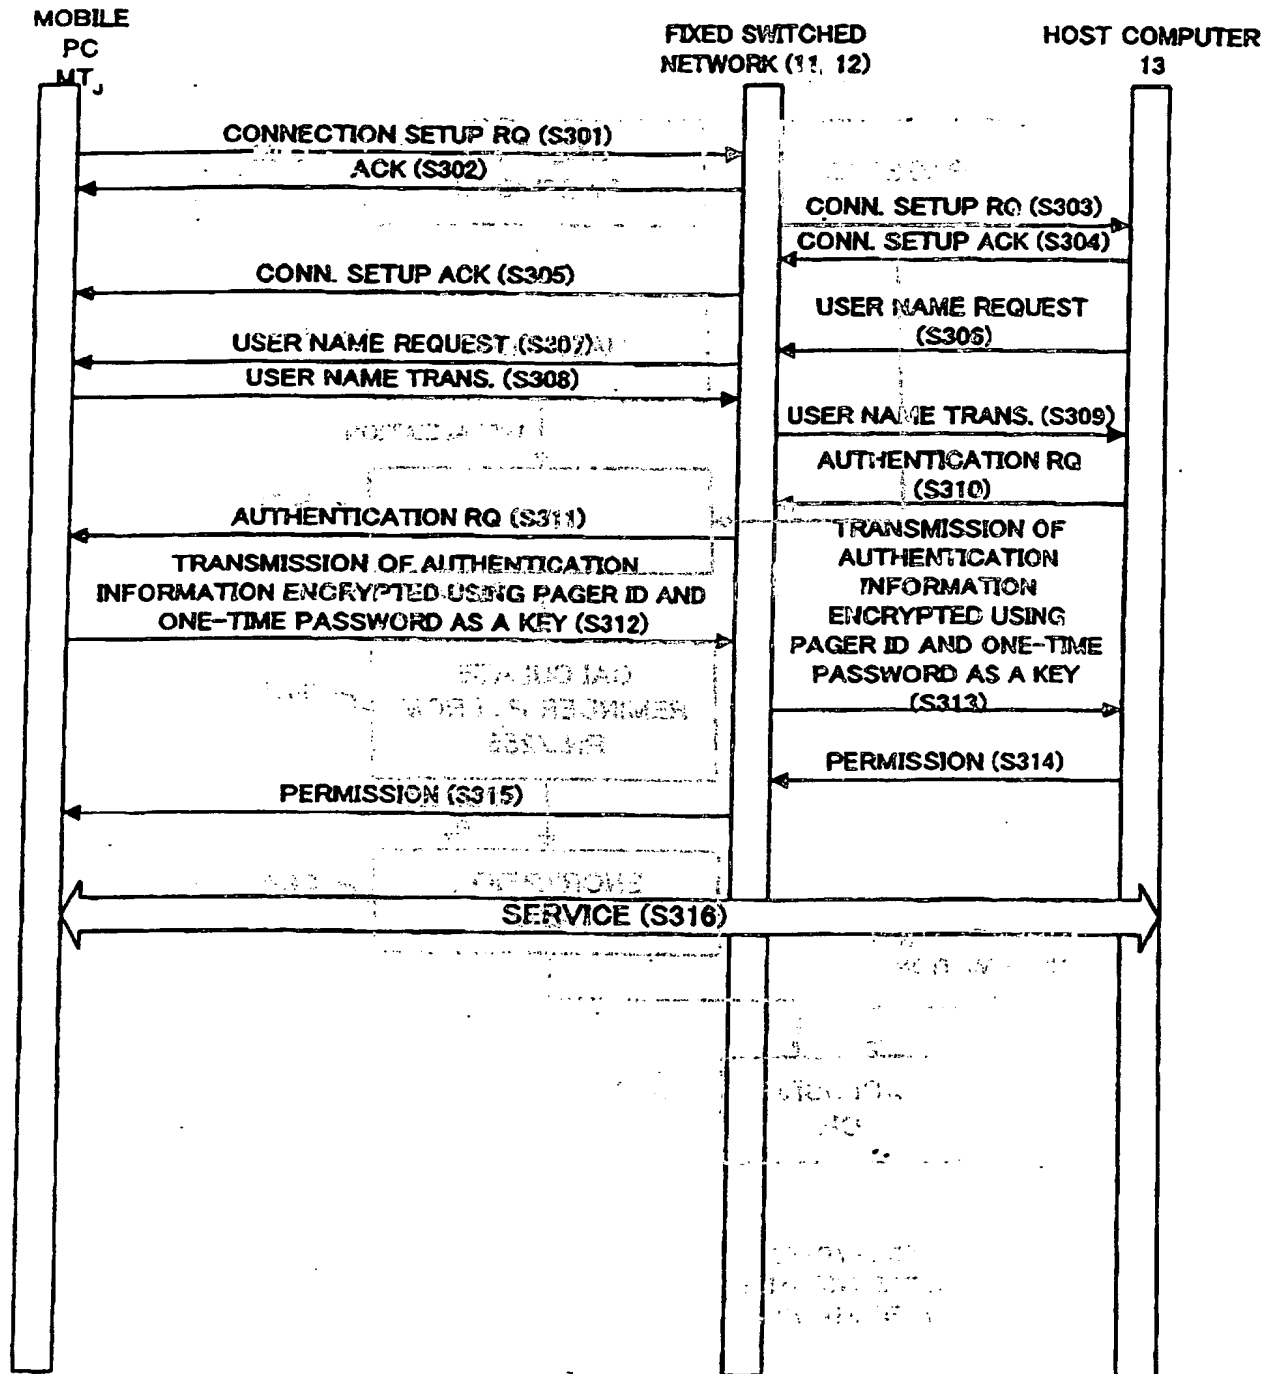 MOBILE
PC
MT J
FIXED SWITCHED
NETWORK (11, 12)
HOST COMPUTER
13
CONNECTION SETUP RQ (S301)
ACK (S302)
CONN. SETUP RQ (S303)
CONN. SETUP ACK (S304)
CONN. SETUP ACK (S305)
USER NAME REQUEST
(S306)
USER NAME REQUEST (S307)
USER NAME TRANS. (S308)
USER NAME TRANS. (S309)
AUTHENTICATION RQ
(S310)
AUTHENTICATION RQ (S311)
TRANSMISSION OF AUTHENTICATION
INFORMATION ENCRYPTED USING PAGER ID AND
ONE-TIME PASSWORD AS A KEY (S312)
TRANSMISSION OF
AUTHENTICATION
INFORMATION
ENCRYPTED USING
PAGER ID AND ONE-TIME
PASSWORD AS A KEY
(S313)
PERMISSION (S314)
PERMISSION (S315)
SERVICE (S316)